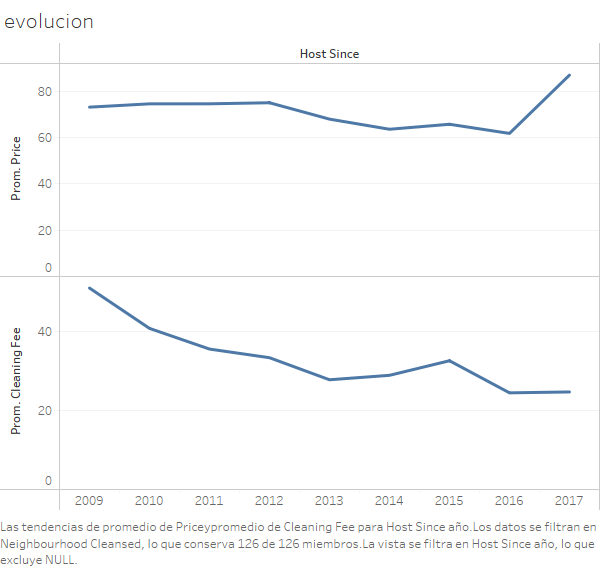 evolucion
Host Since
Prom. Price
80
60
40
20
0
Prom. Cleaning Fee
40
20
0
2009 2010 2011 2012 2013 2014 2015 2016 2017
Las tendencias de promedio de Priceypromedio de Cleaning Fee para Host Since año.Los datos se filtran en
Neighbourhood Cleansed, lo que conserva 126 de 126 miembros.La vista se filtra en Host Since año, lo que
excluye NULL.